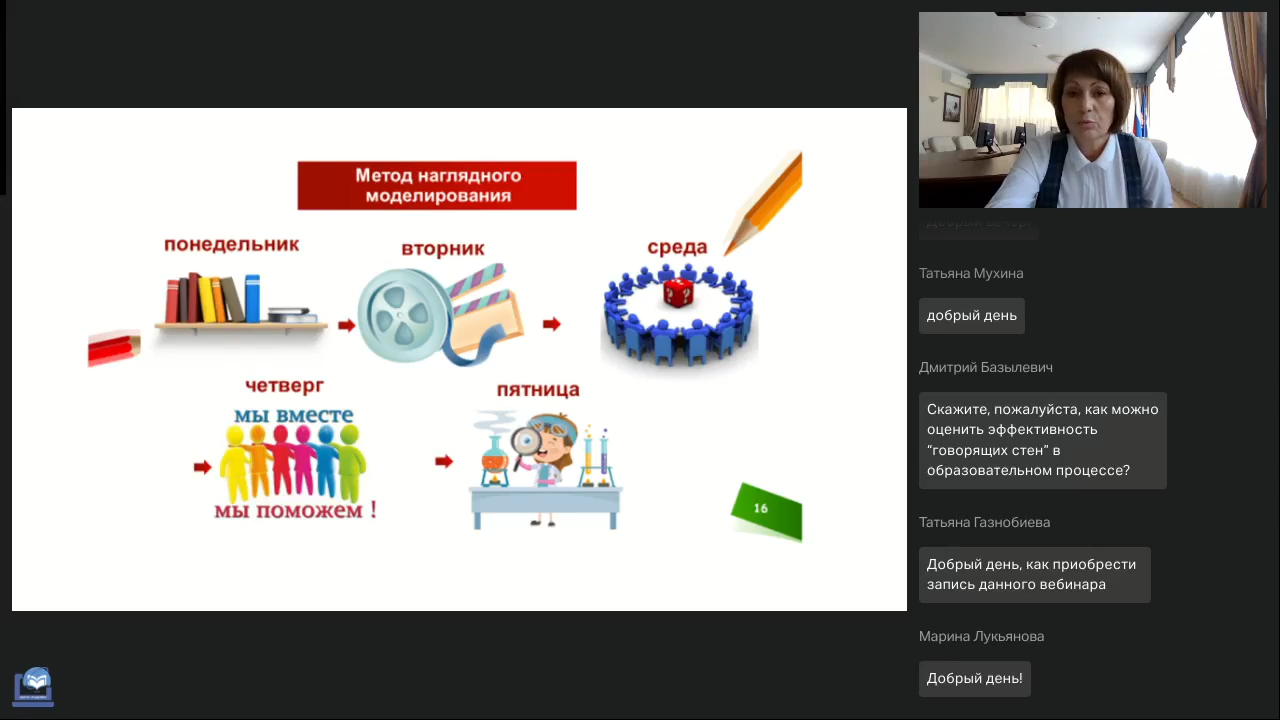 Метод наглядного
моделирования
понедельник
вторник
среда
четверг
мы вместе
мы поможем !
пятница
16
Татьяна Мухина
добрый день
Дмитрий Базылевич
Скажите, пожалуйста, как можно
оценить эффективность
“говорящих стен” в
образовательном процессе?
Татьяна Газнобиева
Добрый день, как приобрести
запись данного вебинара
Марина Лукьянова
Добрый день!